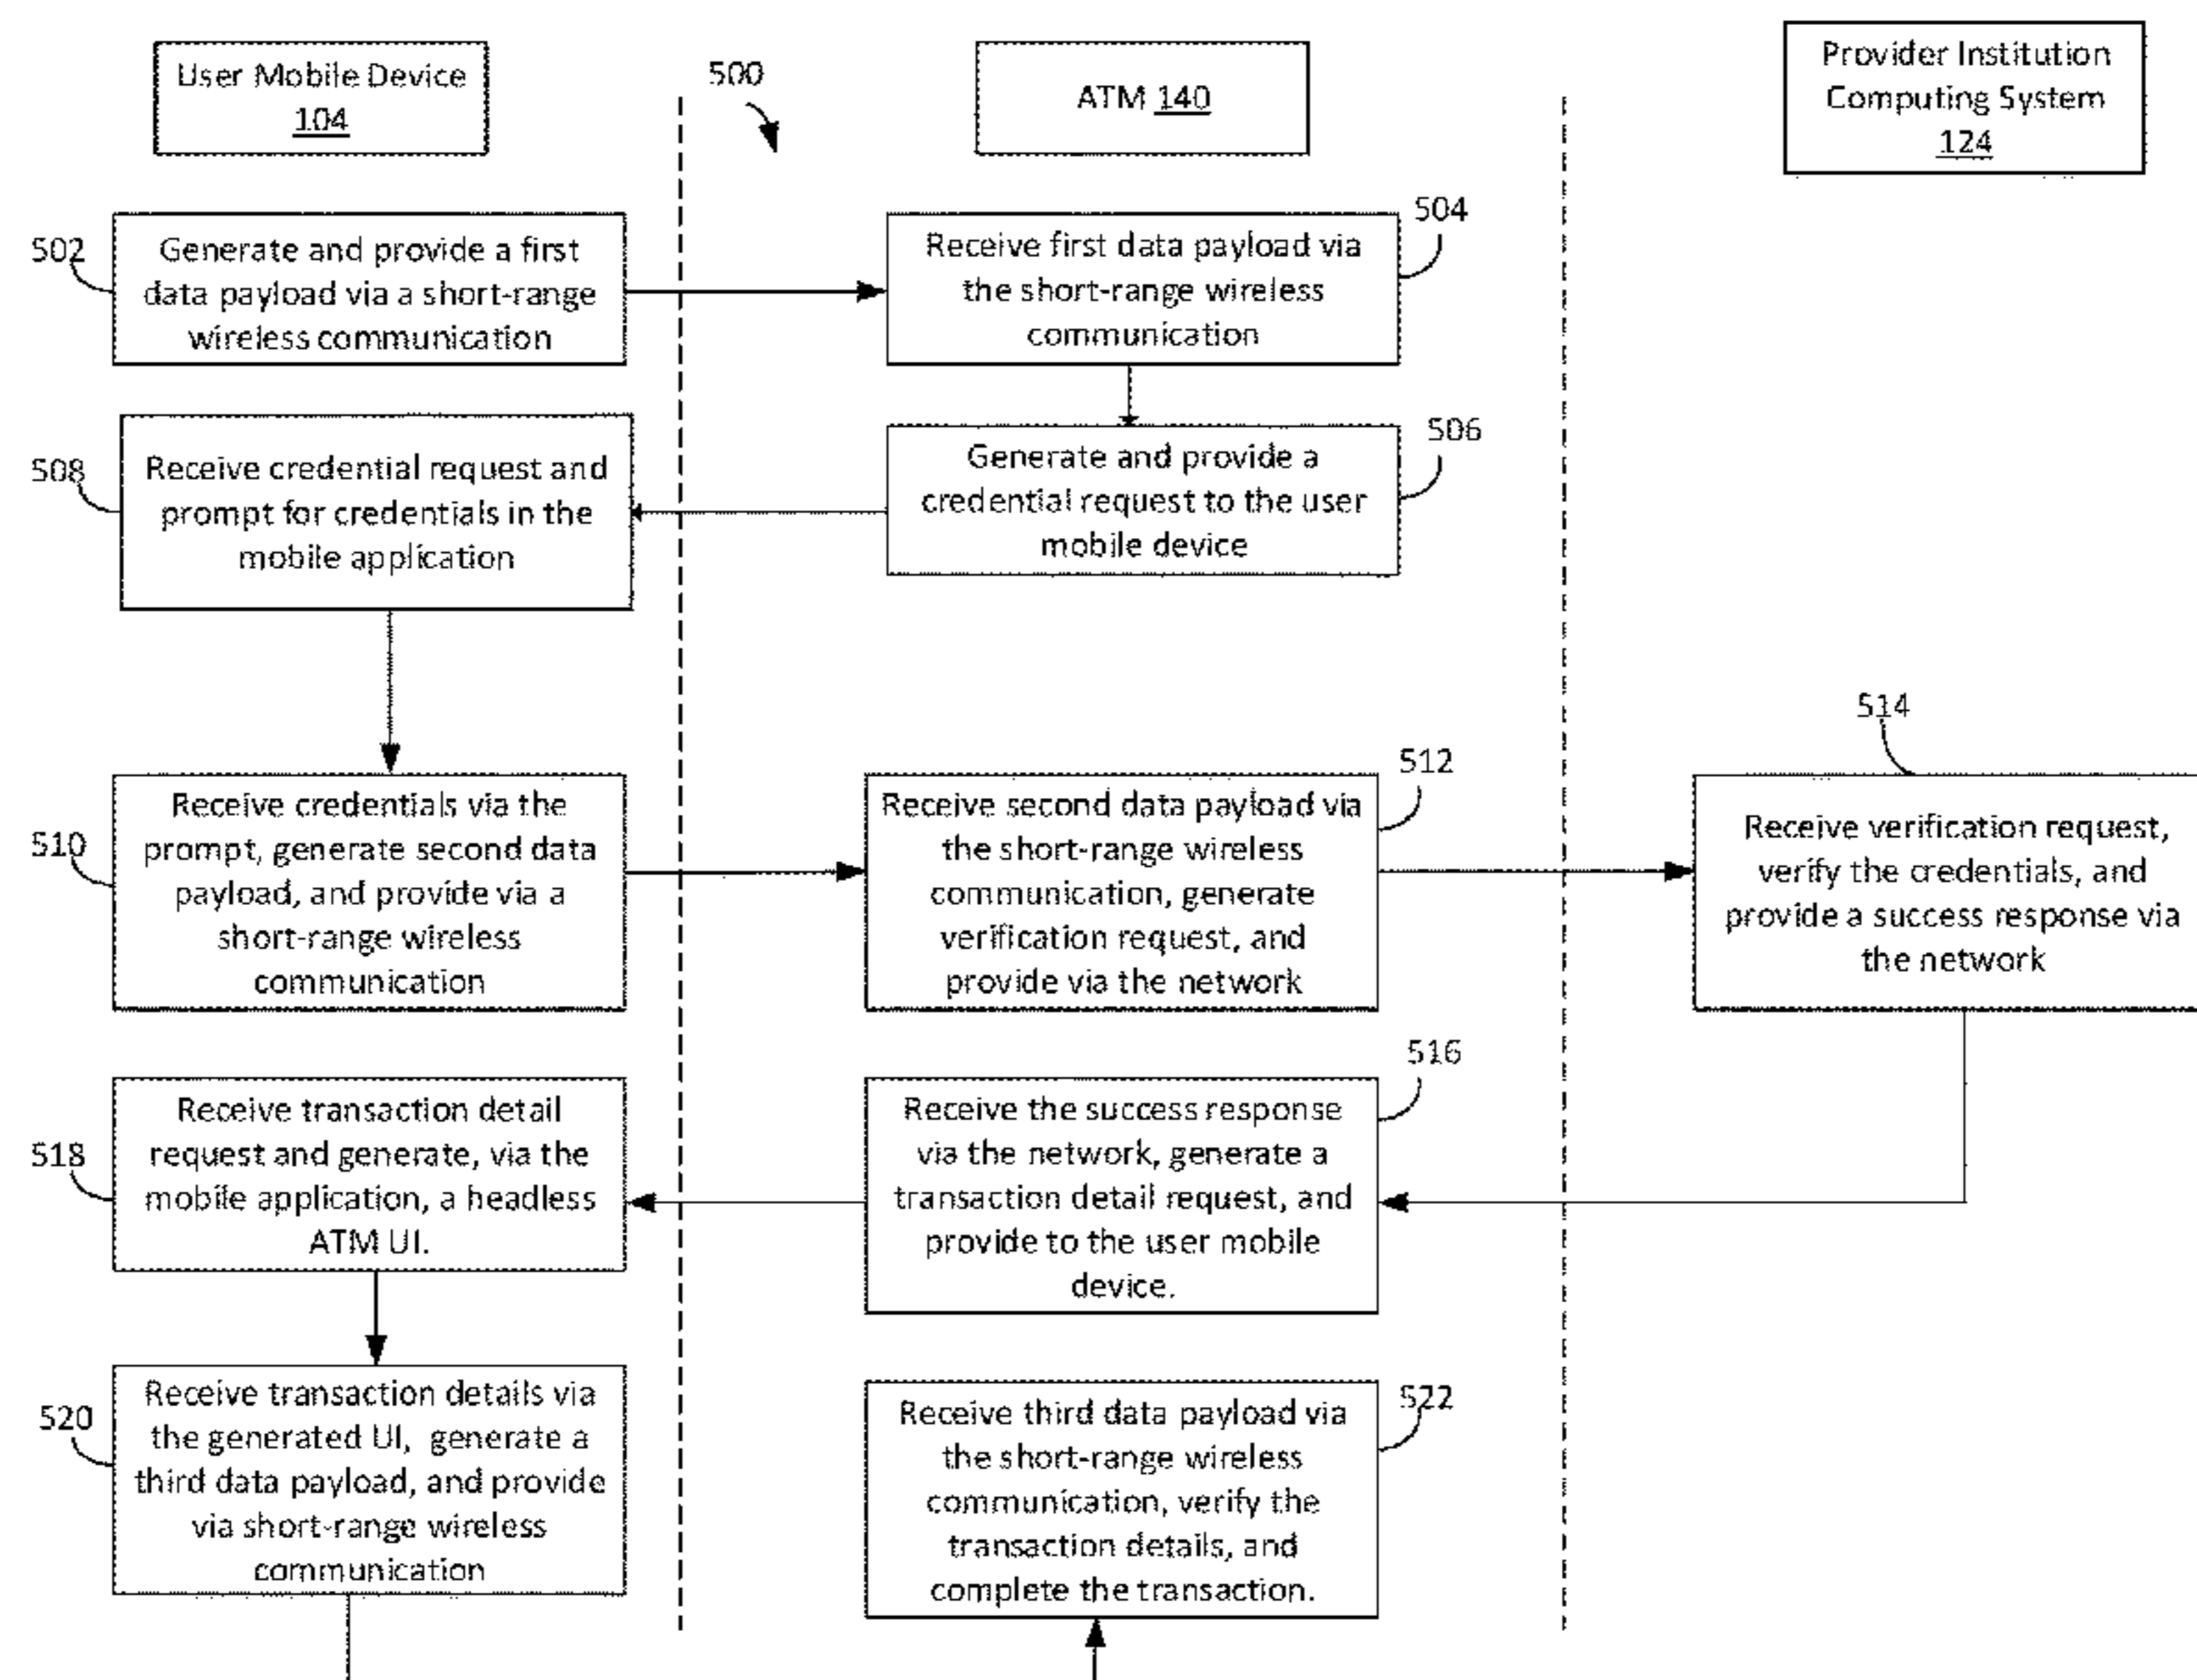 User Mobile Device
104
500
ATM 140
Provider Institution
Computing System
124
502
Generate and provide a first
data payload via a short-range
wireless communication
504
Receive first data payload via
the short-range wireless
communication
506
Generate and provide a
credential request to the user
mobile device
508
Receive credential request and
prompt for credentials in the
mobile application
510
Receive credentials via the
prompt, generate second data
payload, and provide via a
short-range wireless
communication
512
Receive second data payload via
the short-range wireless
communication, generate
verification request, and
provide via the network
514
Receive verification request,
verify the credentials, and
provide a success response via
the network
516
Receive the success response
via the network, generate a
transaction detail request, and
provide to the user mobile
device.
518
Receive transaction detail
request and generate, via the
mobile application, a headless
ATM UI.
520
Receive transaction details via
the generated UI, generate a
third data payload, and provide
via short-range wireless
communication
522
Receive third data payload via
the short-range wireless
communication, verify the
transaction details, and
complete the transaction.